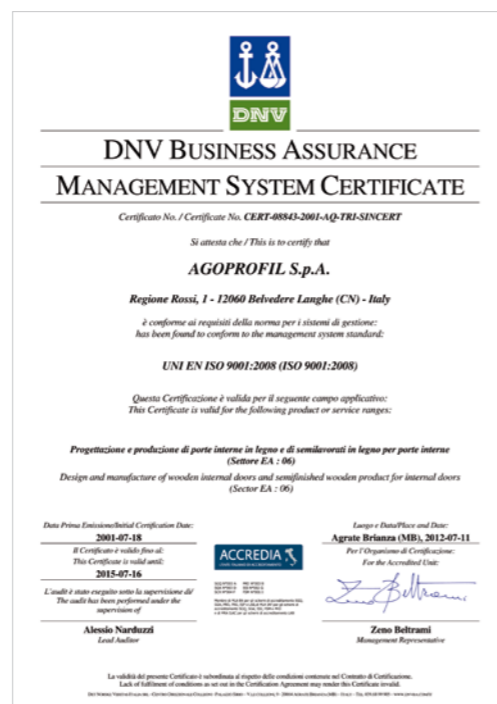 DNV
DNV BUSINESS ASSURANCE
MANAGEMENT SYSTEM CERTIFICATE
Certificato No. / Certificate No. CERT-08843-2001-AQ-TRI-SINCERT
Si attesta che / This is to certify that
AGOPROFIL S.p.A.
Regione Rossi, 1 - 12060 Belvedere Langhe (CN) - Italy
è conforme ai requisiti della norma per i sistemi di gestione:
has been found to conform to the management system standard:
UNI EN ISO 9001:2008 (ISO 9001:2008)
Questa Certificazione è valida per il seguente campo applicativo:
This Certificate is valid for the following product or service ranges:
Progettazione e produzione di porte interne in legno e di semilavorati in legno per porte interne
(Settore EA : 06)
Design and manufacture of wooden internal doors and semifinished wooden product for internal doors
(Sector EA : 06)
Data Prima Emissione/Initial Certification Date:
2001-07-18
Il Certificato è valido fino al:
This Certificate is valid until:
2015-07-16
L'audit è stato eseguito sotto la supervisione di/
The audit has been performed under the
supervision of
Alessio Narduzzi
Lead Auditor
ACCREDIA
Luogo e Data/Place and Date:
Agrate Brianza (MB), 2012-07-11
Per l'Organismo di Certificazione:
For the Accredited Unit:
Zeno Beltrami
Zeno Beltrami
Management Representative
La validità del presente Certificato è subordinata al rispetto delle condizioni contenute nel Contratto di Certificazione.
Lack of fulfilment of conditions as set out in the Certification Agreement may render this Certificate invalid.